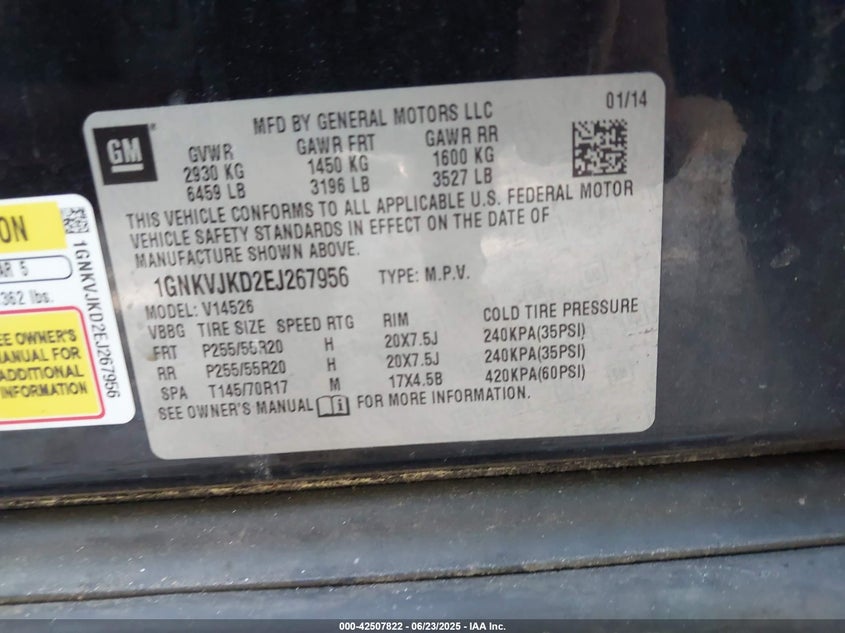 GM
MFD BY GENERAL MOTORS LLC
01/14
GVWR GAWR FRT GAWR RR
2930 KG 1450 KG 1600 KG
6459 LB 3196 LB 3527 LB
THIS VEHICLE CONFORMS TO ALL APPLICABLE U.S. FEDERAL MOTOR
VEHICLE SAFETY STANDARDS IN EFFECT ON THE DATE OF
MANUFACTURE SHOWN ABOVE.
1GNKVJKD2EJ267956 TYPE: M.P.V.
MODEL: V14526
VBBG TIRE SIZE SPEED RTG RIM COLD TIRE PRESSURE
FRT P255/55R20 H 20X7.5J 240KPA(35PSI)
RR P255/55R20 H 20X7.5J 240KPA(35PSI)
SPA T145/70R17 M 17X4.5B 420KPA(60PSI)
SEE OWNER'S MANUAL i FOR MORE INFORMATION.
ON
AR 5
362 lbs.
EE OWNER'S
MANUAL FOR
ADDITIONAL
INFORMATION
1GNKVJKD2EJ267956
000-42507822 - 06/23/2025 - IAA Inc.